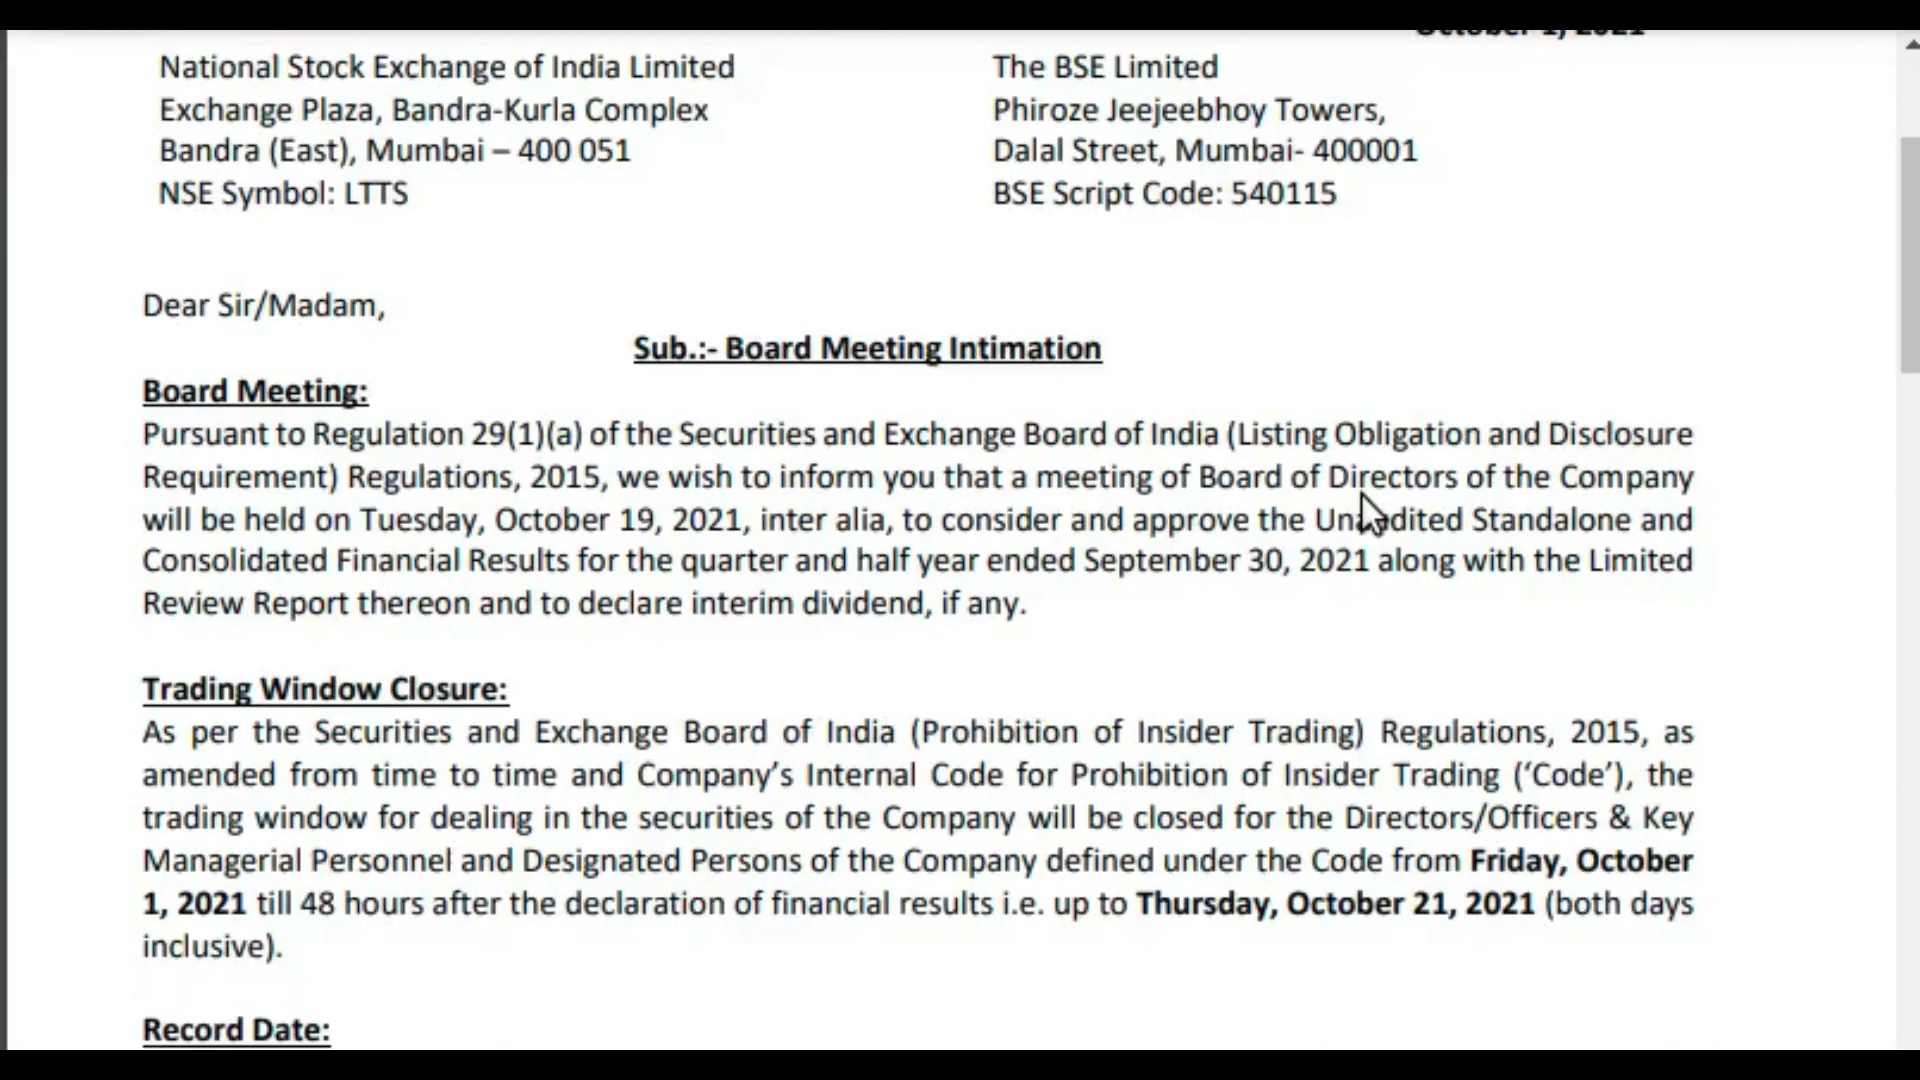 October 1, 2021
National Stock Exchange of India Limited
Exchange Plaza, Bandra-Kurla Complex
Bandra (East), Mumbai – 400 051
NSE Symbol: LTTS
The BSE Limited
Phiroze Jeejeebhoy Towers,
Dalal Street, Mumbai- 400001
BSE Script Code: 540115
Dear Sir/Madam,
Sub.:- Board Meeting Intimation
Board Meeting:
Pursuant to Regulation 29(1)(a) of the Securities and Exchange Board of India (Listing Obligation and Disclosure
Requirement) Regulations, 2015, we wish to inform you that a meeting of Board of Directors of the Company
will be held on Tuesday, October 19, 2021, inter alia, to consider and approve the Unaudited Standalone and
Consolidated Financial Results for the quarter and half year ended September 30, 2021 along with the Limited
Review Report thereon and to declare interim dividend, if any.
Trading Window Closure:
As per the Securities and Exchange Board of India (Prohibition of Insider Trading) Regulations, 2015, as
amended from time to time and Company’s Internal Code for Prohibition of Insider Trading (‘Code’), the
trading window for dealing in the securities of the Company will be closed for the Directors/Officers & Key
Managerial Personnel and Designated Persons of the Company defined under the Code from Friday, October
1, 2021 till 48 hours after the declaration of financial results i.e. up to Thursday, October 21, 2021 (both days
inclusive).
Record Date: